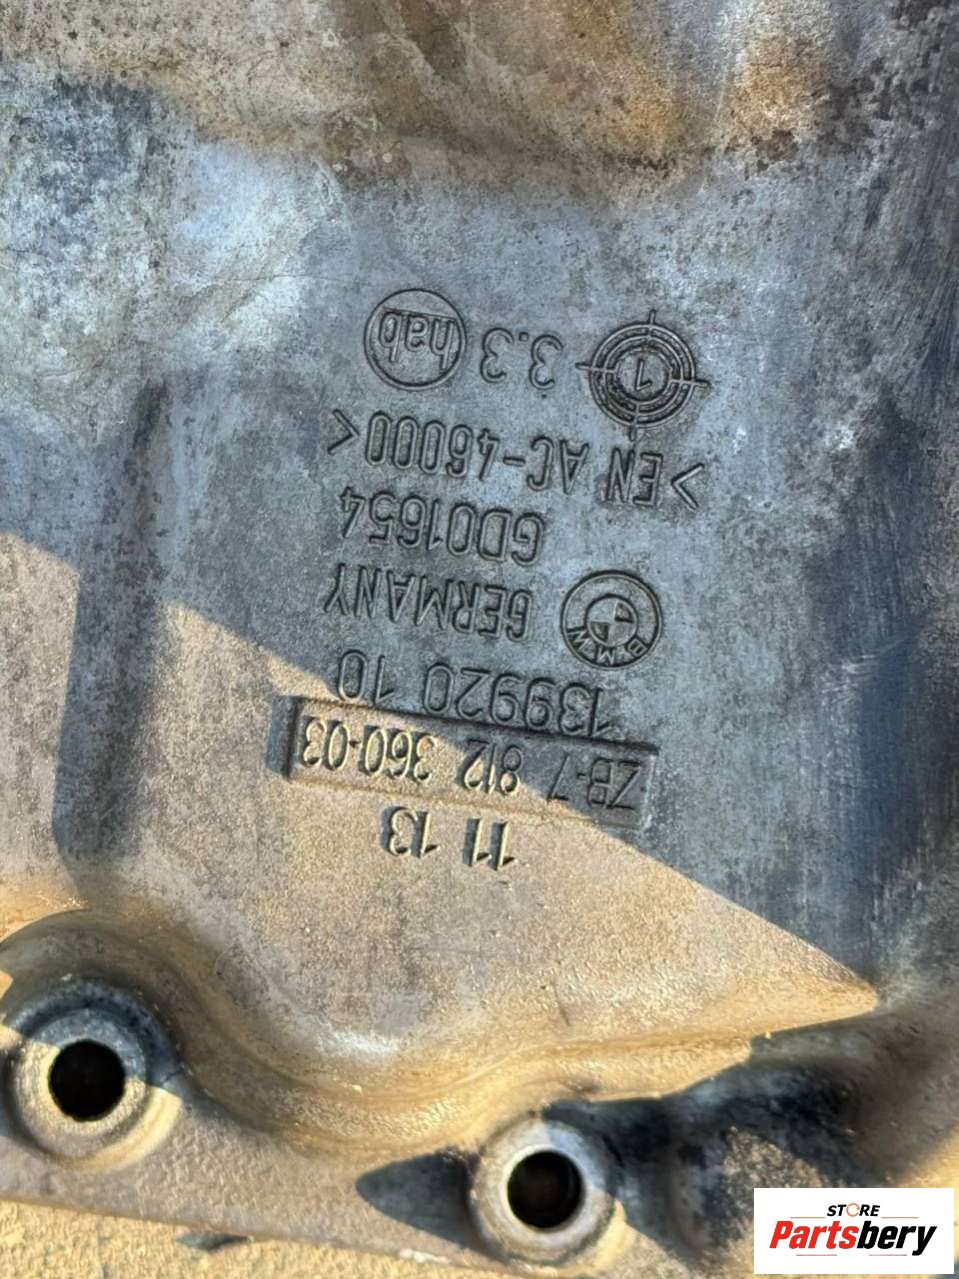 11 13
ZB-7 812 360-03
139920 10
BMW GERMANY
GD01654
>EN AC-46000<
1 3.3 hab
STORE
Partsbery